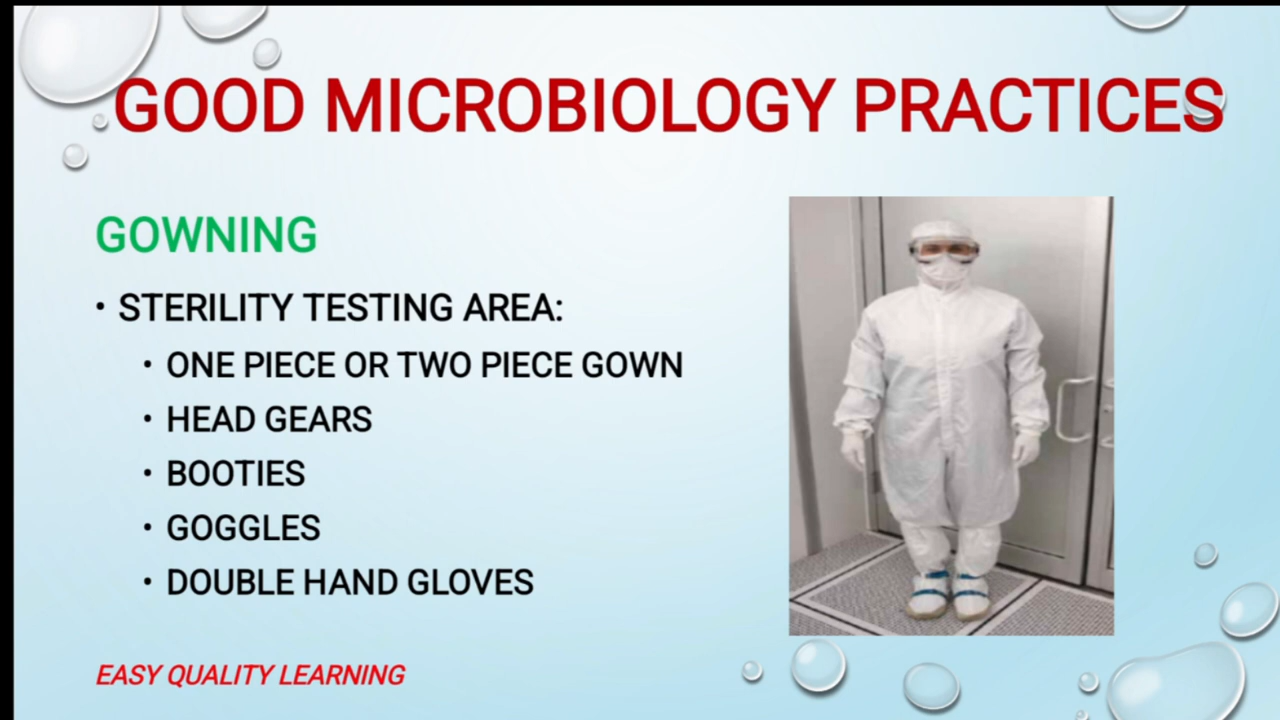 GOOD MICROBIOLOGY PRACTICES
GOWNING
• STERILITY TESTING AREA:
• ONE PIECE OR TWO PIECE GOWN
• HEAD GEARS
• BOOTIES
• GOGGLES
• DOUBLE HAND GLOVES
EASY QUALITY LEARNING